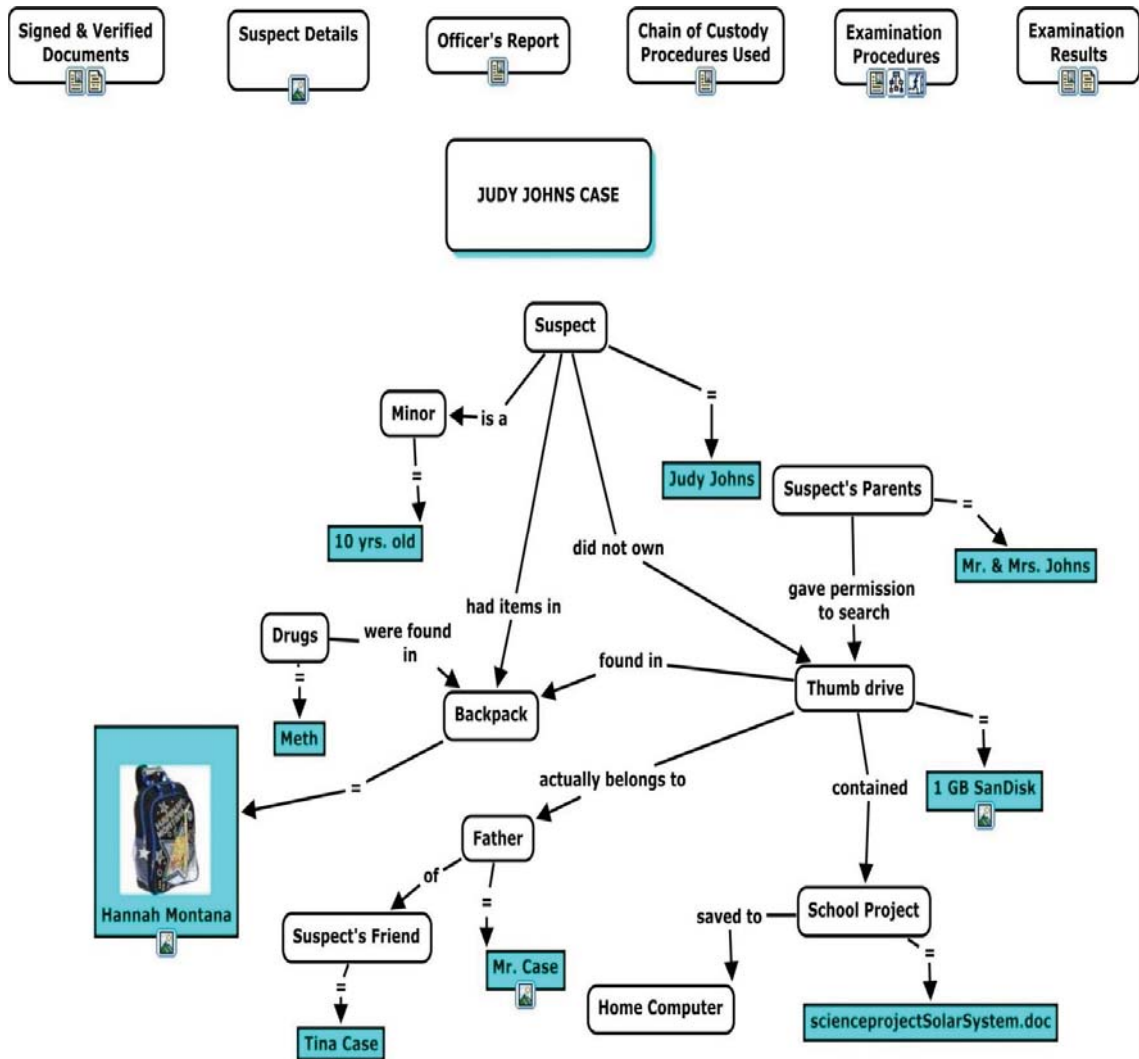 Signed & Verified
Documents
Suspect Details
Officer's Report
Chain of Custody
Procedures Used
Examination
Procedures
Examination
Results
JUDY JOHNS CASE
Suspect
=
Minor
is a
=
Judy Johns
Suspect's Parents
=
10 yrs. old
did not own
Mr. & Mrs. Johns
had items in
gave permission
to search
Drugs
were found
in
found in
=
Backpack
Thumb drive
Meth
=
actually belongs to
=
contained
1 GB SanDisk
Father
Hannah Montana
of
=
School Project
saved to
Suspect's Friend
=
Mr. Case
=
Home Computer
scienceprojectSolarSystem.doc
Tina Case